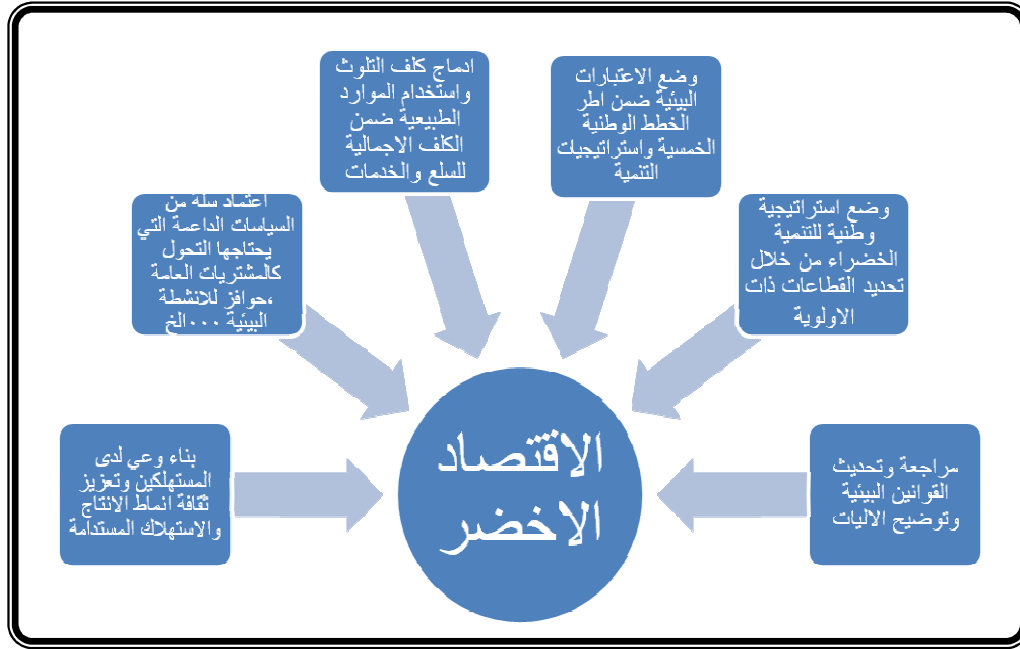 وضع الاعتبارات
البيئية ضمن اطر
الخطط الوطنية
الخمسية واستراتيجيات
التنمية
ادماج كلف التلوث
واستخدام الموارد
الطبيعية ضمن
الكلف الاجمالية
للسلع والخدمات
وضع استراتيجية
وطنية للتنمية
الخضراء من خلال
تحديد القطاعات ذات
الاولوية
اعتماد سلة من
السياسات الداعمة التي
يحتاجها التحول
كالمشتريات العامة
،حوافز للانشطة
البيئية ...الخ
مراجعة وتحديث
القوانين البيئية
وتوضيح الاليات
الاقتصاد
الاخضر
بناء وعي لدى
المستهلكين وتعزيز
ثقافة انماط الانتاج
والاستهلاك المستدامة